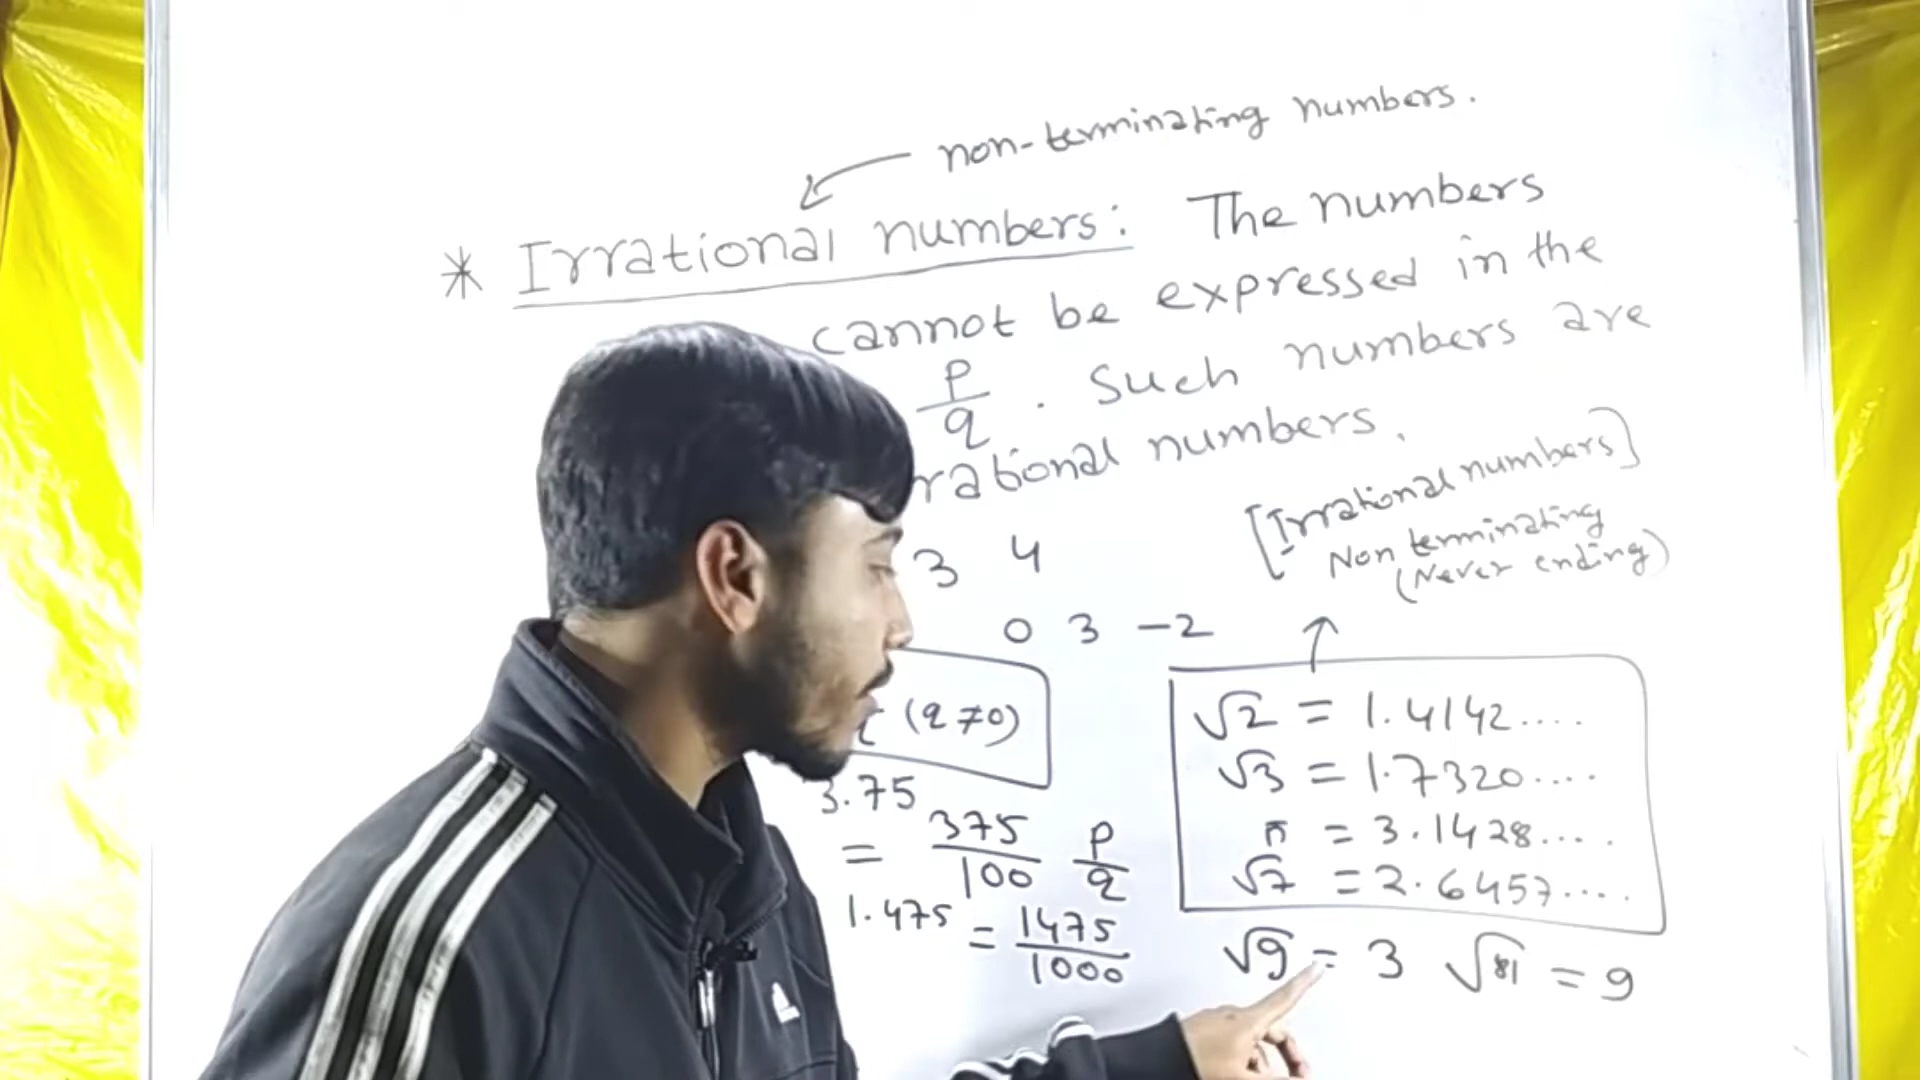 non-terminating numbers.
* Irrational numbers: The numbers
cannot be expressed in the
p/q . Such numbers are
rational numbers.
[Irrational numbers]
Non terminating
(Never ending)
3 4
0 3 -2
(q ≠ 0)
√2 = 1.4142....
√3 = 1.7320....
π = 3.1428....
√7 = 2.6457....
3.75
= 375/100 p/q
1.475 = 1475/1000
√9 = 3 √81 = 9